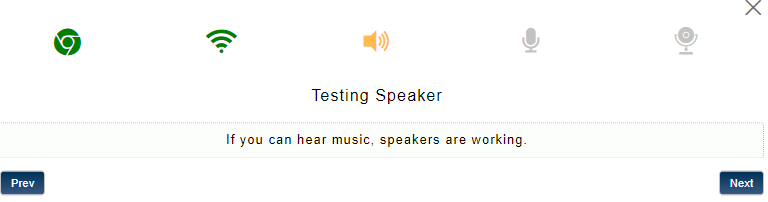 Testing Speaker
If you can hear music, speakers are working.
Prev
Next